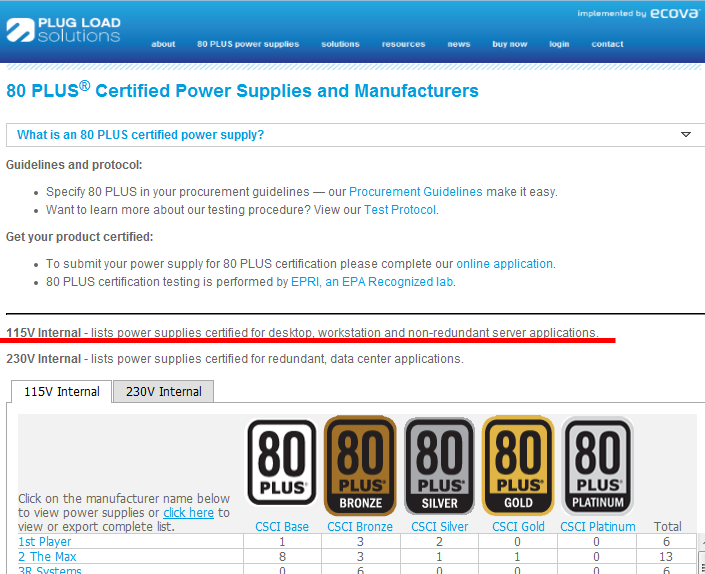 PLUG LOAD
solutions
implemented by ecova
about 80 PLUS power supplies solutions resources news buy now login contact
80 PLUS® Certified Power Supplies and Manufacturers
What is an 80 PLUS certified power supply?
Guidelines and protocol:
• Specify 80 PLUS in your procurement guidelines — our Procurement Guidelines make it easy.
• Want to learn more about our testing procedure? View our Test Protocol.
Get your product certified:
• To submit your power supply for 80 PLUS certification please complete our online application.
• 80 PLUS certification testing is performed by EPRI, an EPA Recognized lab.
115V Internal - lists power supplies certified for desktop, workstation and non-redundant server applications.
230V Internal - lists power supplies certified for redundant, data center applications.
115V Internal 230V Internal
80 80 80 80 80
PLUS® PLUS® PLUS® PLUS® PLUS®
BRONZE SILVER GOLD PLATINUM
Click on the manufacturer name below
to view power supplies or click here to
view or export complete list. CSCI Base CSCI Bronze CSCI Silver CSCI Gold CSCI Platinum Total
1st Player 1 3 2 0 0 6
2 The Max 8 3 1 1 0 13
3R Systems 0 6 0 0 0 6